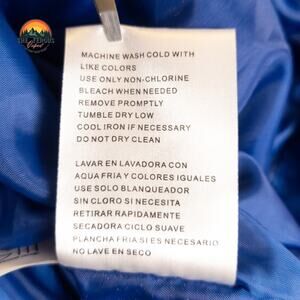 MACHINE WASH COLD WITH
LIKE COLORS
USE ONLY NON-CHLORINE
BLEACH WHEN NEEDED
REMOVE PROMPTLY
TUMBLE DRY LOW
COOL IRON IF NECESSARY
DO NOT DRY CLEAN
LAVAR EN LAVADORA CON
AQUA FRIA Y COLORES IGUALES
USE SOLO BLANQUEADOR
SIN CLORO SI NECESITA
RETIRAR RAPIDAMENTE
SECADORA CICLO SUAVE
PLANCHA FRIA SI ES NECESARIO
NO LAVE EN SECO